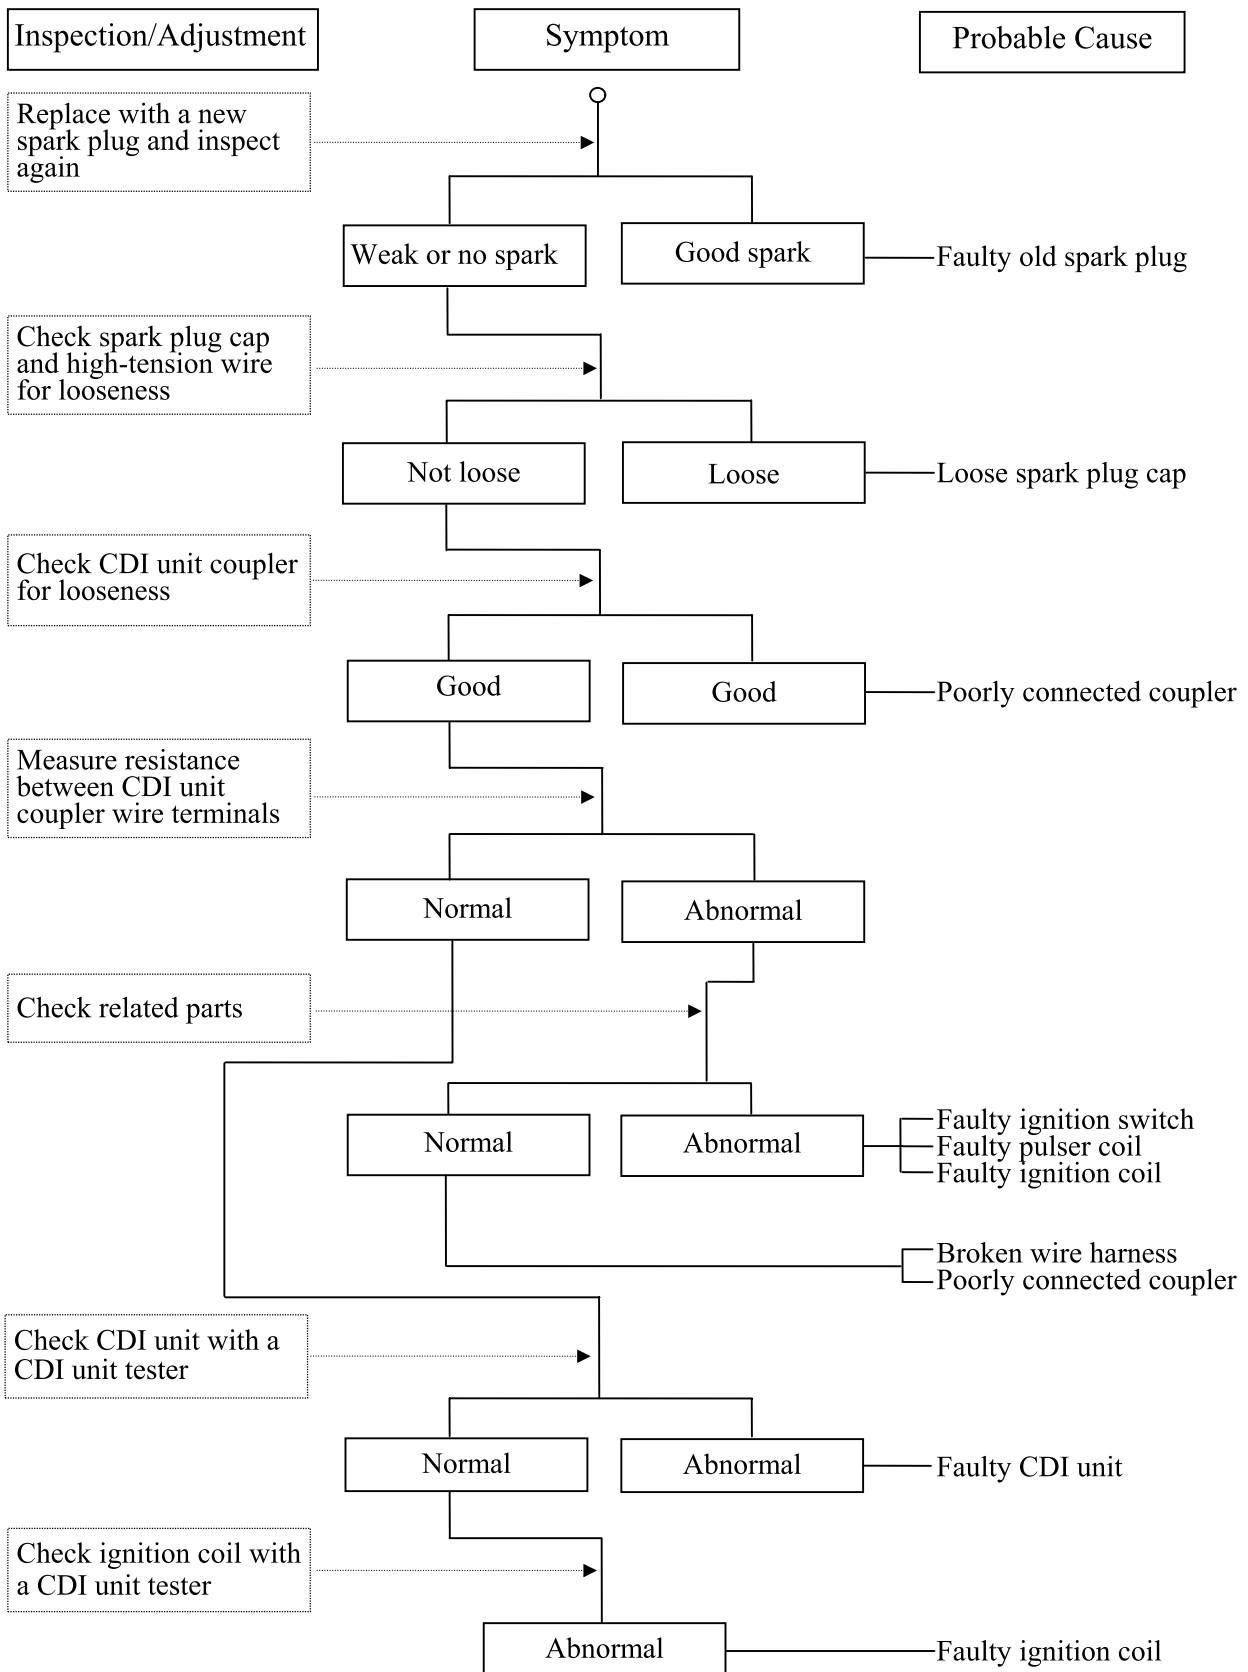 Inspection/Adjustment
Symptom
Probable Cause
Replace with a new
spark plug and inspect
again
Weak or no spark
Good spark
Faulty old spark plug
Check spark plug cap
and high-tension wire
for looseness
Not loose
Loose
Loose spark plug cap
Check CDI unit coupler
for looseness
Good
Good
Poorly connected coupler
Measure resistance
between CDI unit
coupler wire terminals
Normal
Abnormal
Check related parts
Normal
Abnormal
Faulty ignition switch
Faulty pulser coil
Faulty ignition coil
Broken wire harness
Poorly connected coupler
Check CDI unit with a
CDI unit tester
Normal
Abnormal
Faulty CDI unit
Check ignition coil with
a CDI unit tester
Abnormal
Faulty ignition coil